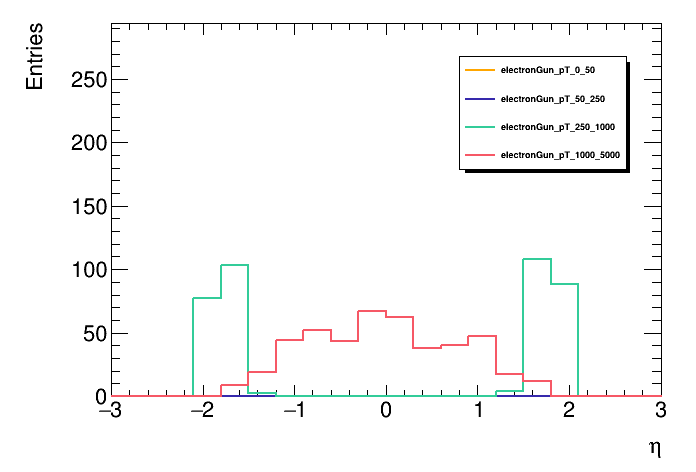 Entries
250
200
150
100
50
0
−3 −2 −1 0 1 2 3
η
electronGun_pT_0_50
electronGun_pT_50_250
electronGun_pT_250_1000
electronGun_pT_1000_5000